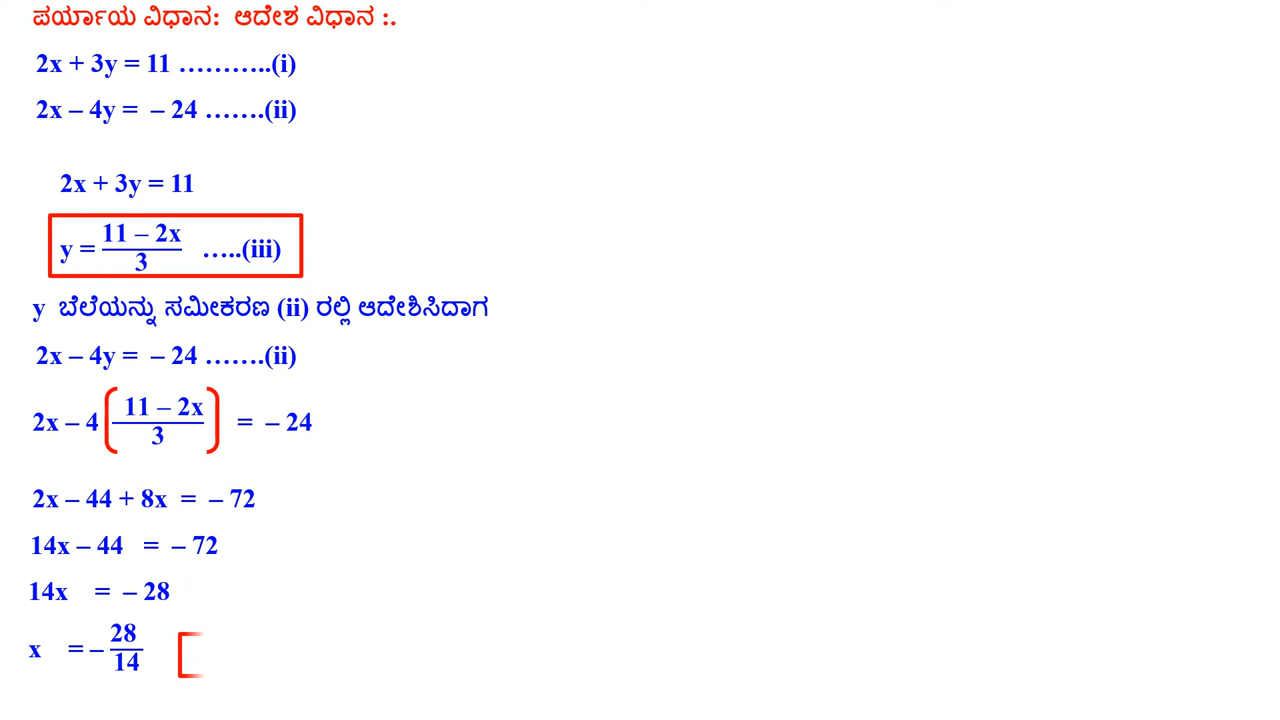 ಪರ್ಯಾಯ ವಿಧಾನ: ಆದೇಶ ವಿಧಾನ :.
2x + 3y = 11 ………..(i)
2x – 4y = – 24 …….(ii)
2x + 3y = 11
y = (11 – 2x)/3 …..(iii)
y ಬೆಲೆಯನ್ನು ಸಮೀಕರಣ (ii) ರಲ್ಲಿ ಆದೇಶಿಸಿದಾಗ
2x – 4y = – 24 …….(ii)
2x – 4((11 – 2x)/3) = – 24
2x – 44 + 8x = – 72
14x – 44 = – 72
14x = – 28
x = – 28/14